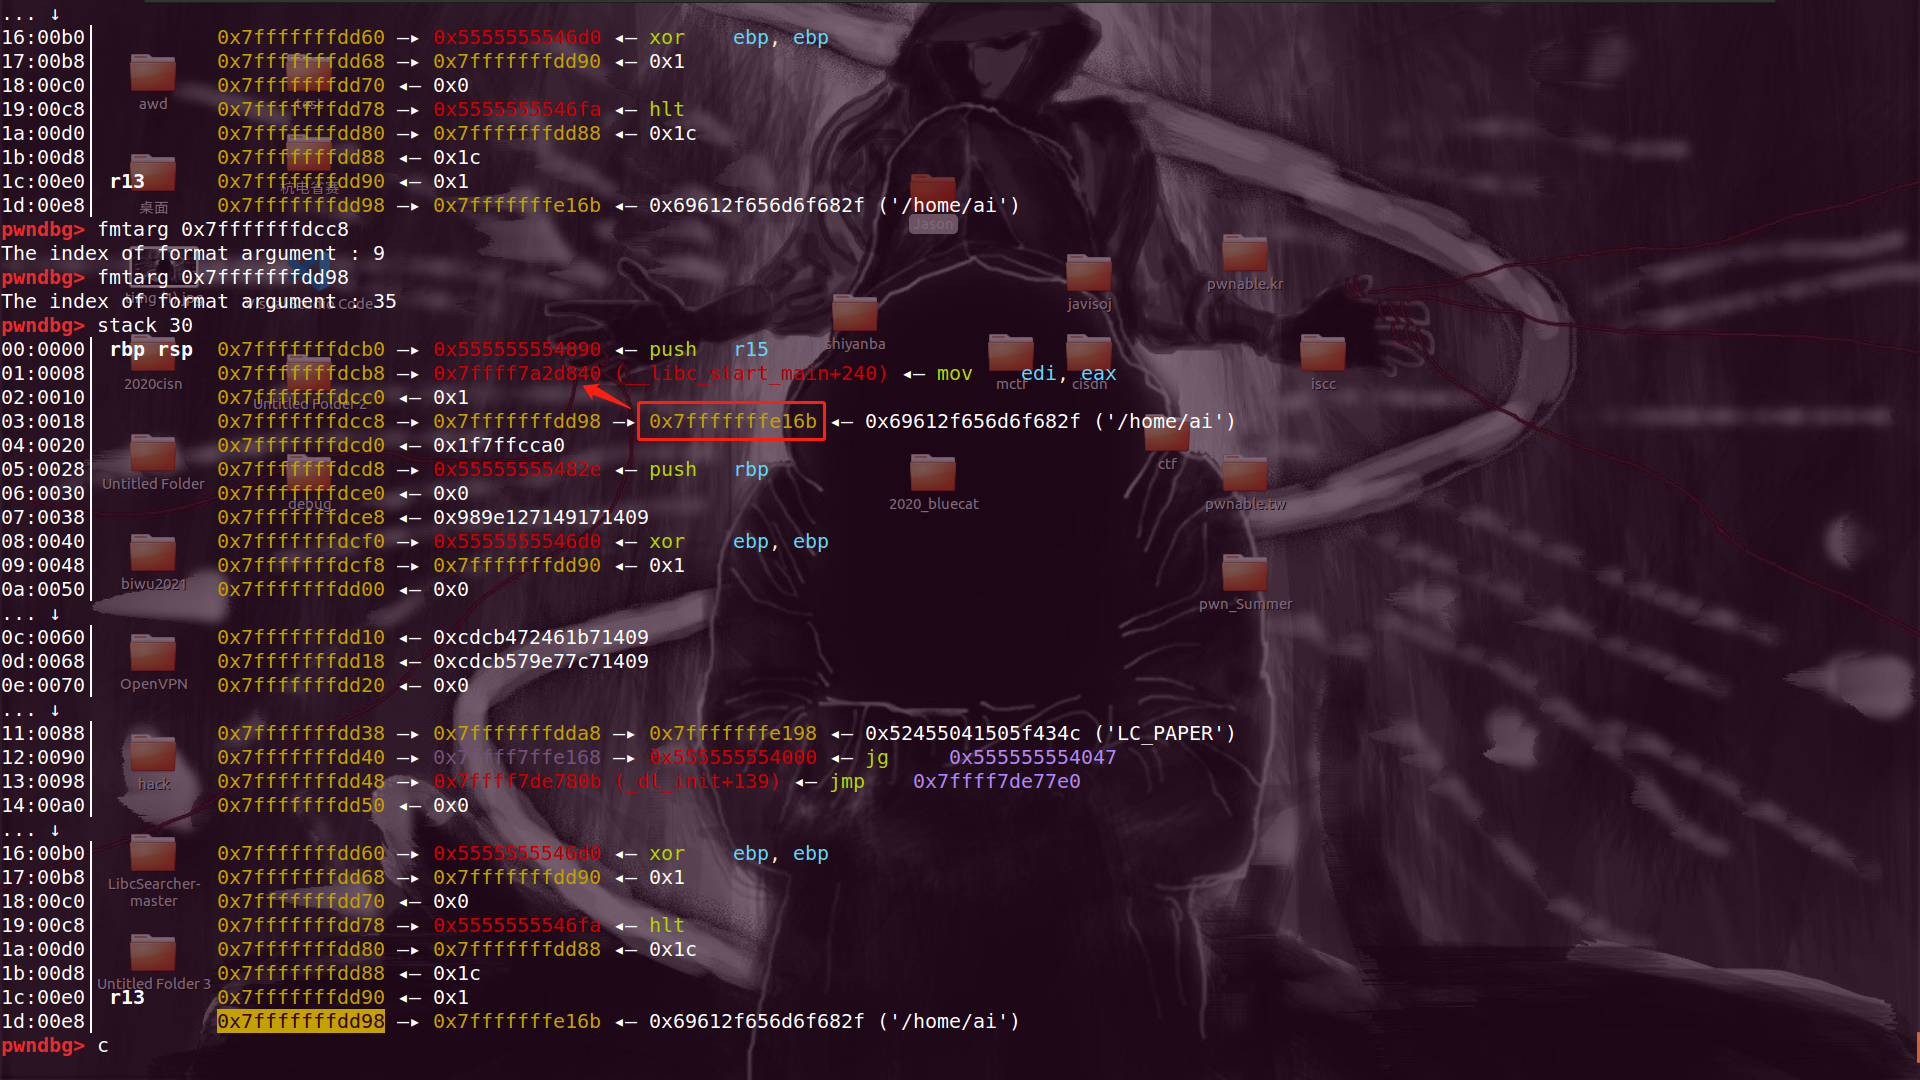 ... ↓
16:00b0│ 0x7fffffffdd60 —▸ 0x5555555546d0 ◂— xor ebp, ebp
17:00b8│ 0x7fffffffdd68 —▸ 0x7fffffffdd90 ◂— 0x1
18:00c0│ 0x7fffffffdd70 ◂— 0x0
19:00c8│ 0x7fffffffdd78 —▸ 0x5555555546fa ◂— hlt
1a:00d0│ 0x7fffffffdd80 —▸ 0x7fffffffdd88 ◂— 0x1c
1b:00d8│ 0x7fffffffdd88 ◂— 0x1c
1c:00e0│ r13 0x7fffffffdd90 ◂— 0x1
1d:00e8│ 0x7fffffffdd98 —▸ 0x7fffffffe16b ◂— 0x69612f656d6f682f ('/home/ai')
pwndbg> fmtarg 0x7fffffffdcc8
The index of format argument : 9
pwndbg> fmtarg 0x7fffffffdd98
The index of format argument : 35
pwndbg> stack 30
00:0000│ rbp rsp 0x7fffffffdcb0 —▸ 0x555555554890 ◂— push r15
01:0008│ 0x7fffffffdcb8 —▸ 0x7ffff7a2d840 (__libc_start_main+240) ◂— mov edi, eax
02:0010│ 0x7fffffffdcc0 ◂— 0x1
03:0018│ 0x7fffffffdcc8 —▸ 0x7fffffffdd98 —▸ 0x7fffffffe16b ◂— 0x69612f656d6f682f ('/home/ai')
04:0020│ 0x7fffffffdcd0 ◂— 0x1f7ffcca0
05:0028│ 0x7fffffffdcd8 —▸ 0x55555555482e ◂— push rbp
06:0030│ 0x7fffffffdce0 ◂— 0x0
07:0038│ 0x7fffffffdce8 ◂— 0x989e127149171409
08:0040│ 0x7fffffffdcf0 —▸ 0x5555555546d0 ◂— xor ebp, ebp
09:0048│ 0x7fffffffdcf8 —▸ 0x7fffffffdd90 ◂— 0x1
0a:0050│ 0x7fffffffdd00 ◂— 0x0
... ↓
0c:0060│ 0x7fffffffdd10 ◂— 0xcdcb472461b71409
0d:0068│ 0x7fffffffdd18 ◂— 0xcdcb579e77c71409
0e:0070│ 0x7fffffffdd20 ◂— 0x0
... ↓
11:0088│ 0x7fffffffdd38 —▸ 0x7fffffffdda8 —▸ 0x7fffffffe198 ◂— 0x52455041505f434c ('LC_PAPER')
12:0090│ 0x7fffffffdd40 —▸ 0x7ffff7ffe168 —▸ 0x555555554000 ◂— jg 0x555555554047
13:0098│ 0x7fffffffdd48 —▸ 0x7ffff7de780b (_dl_init+139) ◂— jmp 0x7ffff7de77e0
14:00a0│ 0x7fffffffdd50 ◂— 0x0
... ↓
16:00b0│ 0x7fffffffdd60 —▸ 0x5555555546d0 ◂— xor ebp, ebp
17:00b8│ 0x7fffffffdd68 —▸ 0x7fffffffdd90 ◂— 0x1
18:00c0│ 0x7fffffffdd70 ◂— 0x0
19:00c8│ 0x7fffffffdd78 —▸ 0x5555555546fa ◂— hlt
1a:00d0│ 0x7fffffffdd80 —▸ 0x7fffffffdd88 ◂— 0x1c
1b:00d8│ 0x7fffffffdd88 ◂— 0x1c
1c:00e0│ r13 0x7fffffffdd90 ◂— 0x1
1d:00e8│ 0x7fffffffdd98 —▸ 0x7fffffffe16b ◂— 0x69612f656d6f682f ('/home/ai')
pwndbg> c
awd
test
桌面
杭电省赛
Jason
Code
javisoj
pwnable.kr
shiyanba
2020cisn
Untitled Folder 2
mctf
cisdn
iscc
ctf
Untitled Folder
debug
2020_bluecat
pwnable.tw
biwu2021
pwn_Summer
OpenVPN
hack
LibcSearcher-
master
Untitled Folder 3